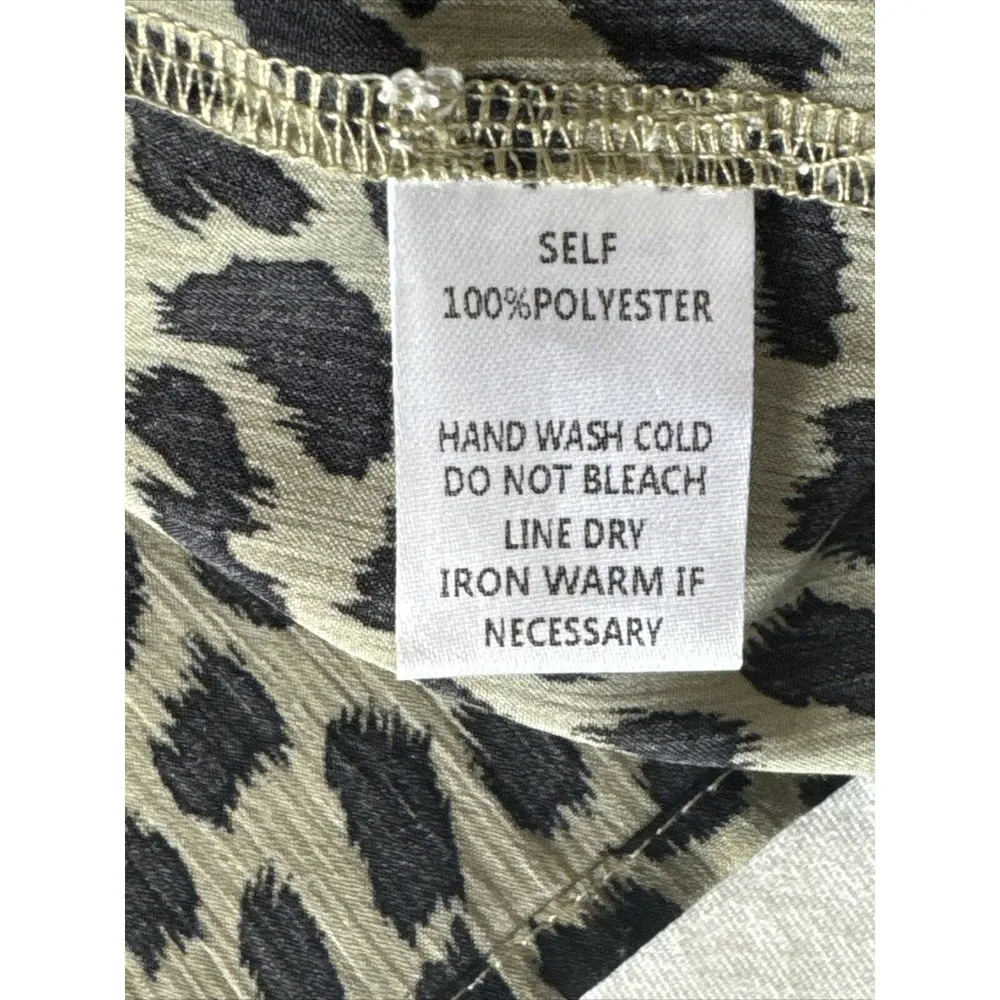 SELF
100%POLYESTER
HAND WASH COLD
DO NOT BLEACH
LINE DRY
IRON WARM IF
NECESSARY